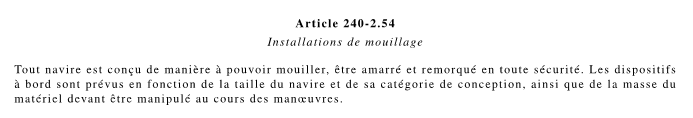 Article 240-2.54
Installations de mouillage
Tout navire est conçu de manière à pouvoir mouiller, être amarré et remorqué en toute sécurité. Les dispositifs
à bord sont prévus en fonction de la taille du navire et de sa catégorie de conception, ainsi que de la masse du
matériel devant être manipulé au cours des manœuvres.